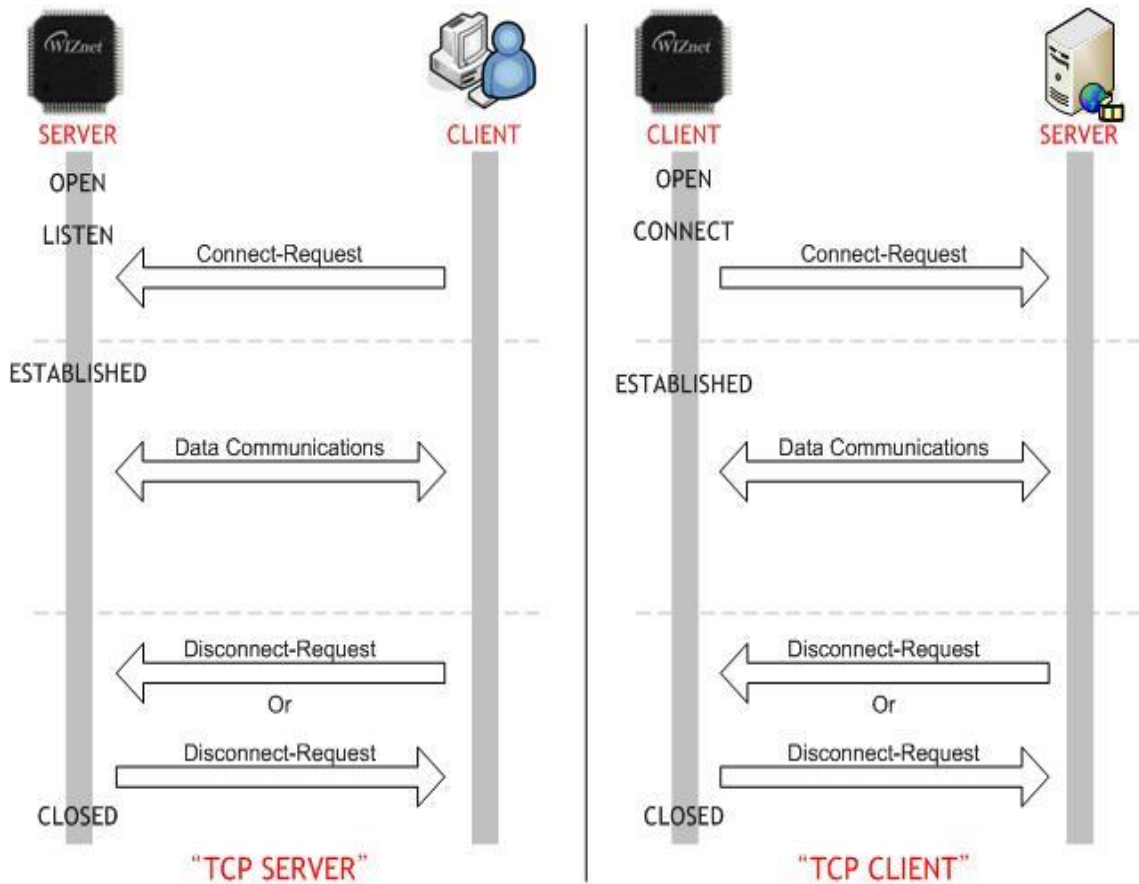 WIZnet
SERVER
CLIENT
OPEN
LISTEN
Connect-Request
ESTABLISHED
Data Communications
Disconnect-Request
Or
Disconnect-Request
CLOSED
“TCP SERVER”
WIZnet
CLIENT
SERVER
OPEN
CONNECT
Connect-Request
ESTABLISHED
Data Communications
Disconnect-Request
Or
Disconnect-Request
CLOSED
“TCP CLIENT”